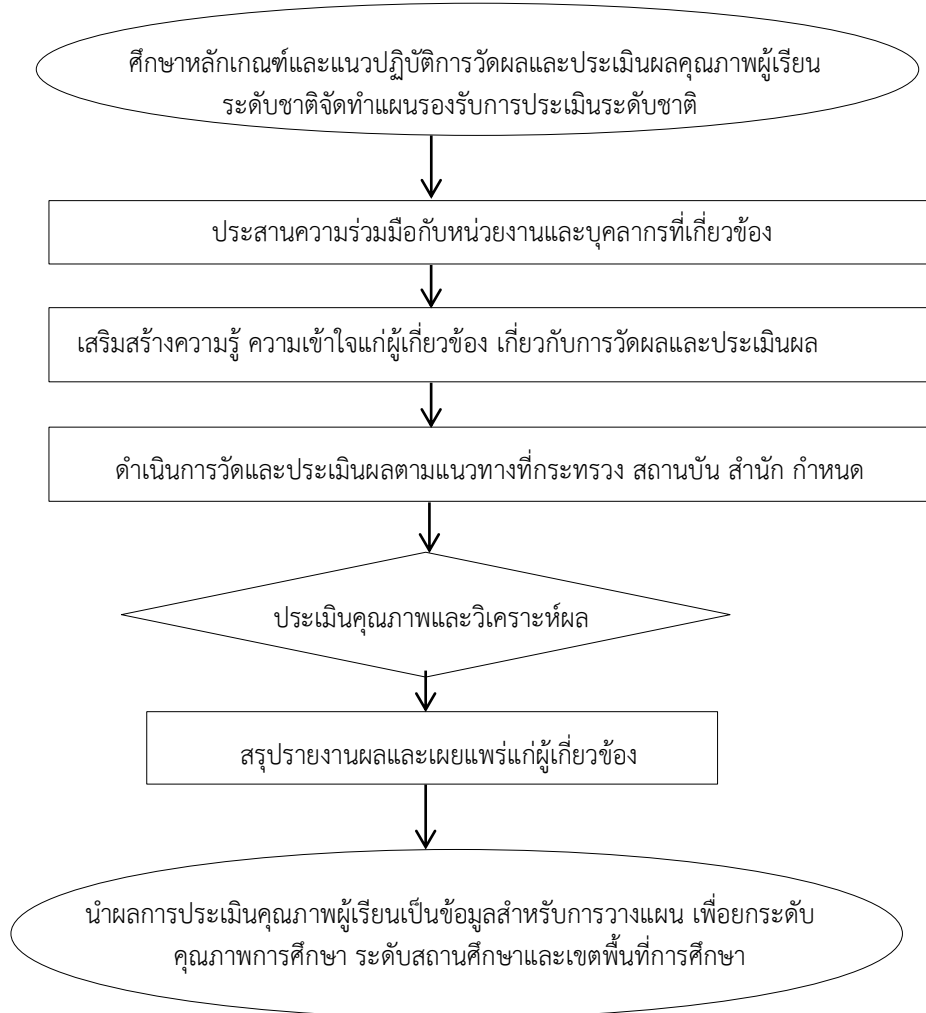 ศึกษาหลักเกณฑ์และแนวปฏิบัติการวัดผลและประเมินผลคุณภาพผู้เรียน
ระดับชาติจัดทำแผนรองรับการประเมินระดับชาติ
ประสานความร่วมมือกับหน่วยงานและบุคลากรที่เกี่ยวข้อง
เสริมสร้างความรู้ ความเข้าใจแก่ผู้เกี่ยวข้อง เกี่ยวกับการวัดผลและประเมินผล
ดำเนินการวัดและประเมินผลตามแนวทางที่กระทรวง สถานบัน สำนัก กำหนด
ประเมินคุณภาพและวิเคราะห์ผล
สรุปรายงานผลและเผยแพร่แก่ผู้เกี่ยวข้อง
นำผลการประเมินคุณภาพผู้เรียนเป็นข้อมูลสำหรับการวางแผน เพื่อยกระดับ
คุณภาพการศึกษา ระดับสถานศึกษาและเขตพื้นที่การศึกษา